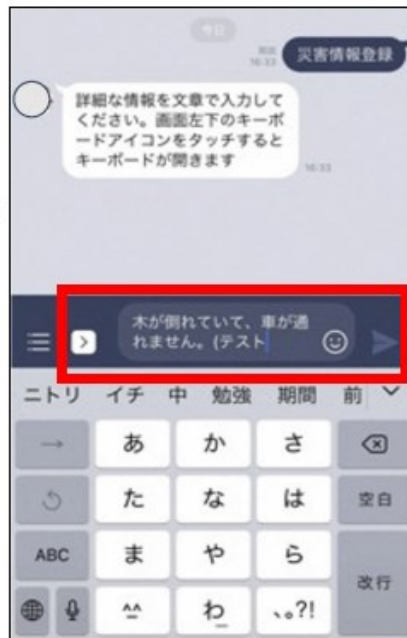 今日
既読
16:33
災害情報登録
詳細な情報を文章で入力して
ください。画面左下のキーボ
ードアイコンをタッチすると
キーボードが開きます
16:33
木が倒れていて、車が通
れません。(テスト
ニトリ イチ 中 勉強 期間 前
→ あ か さ
た な は 空白
ABC ま や ら
改行
^^ わ_ 、。?!